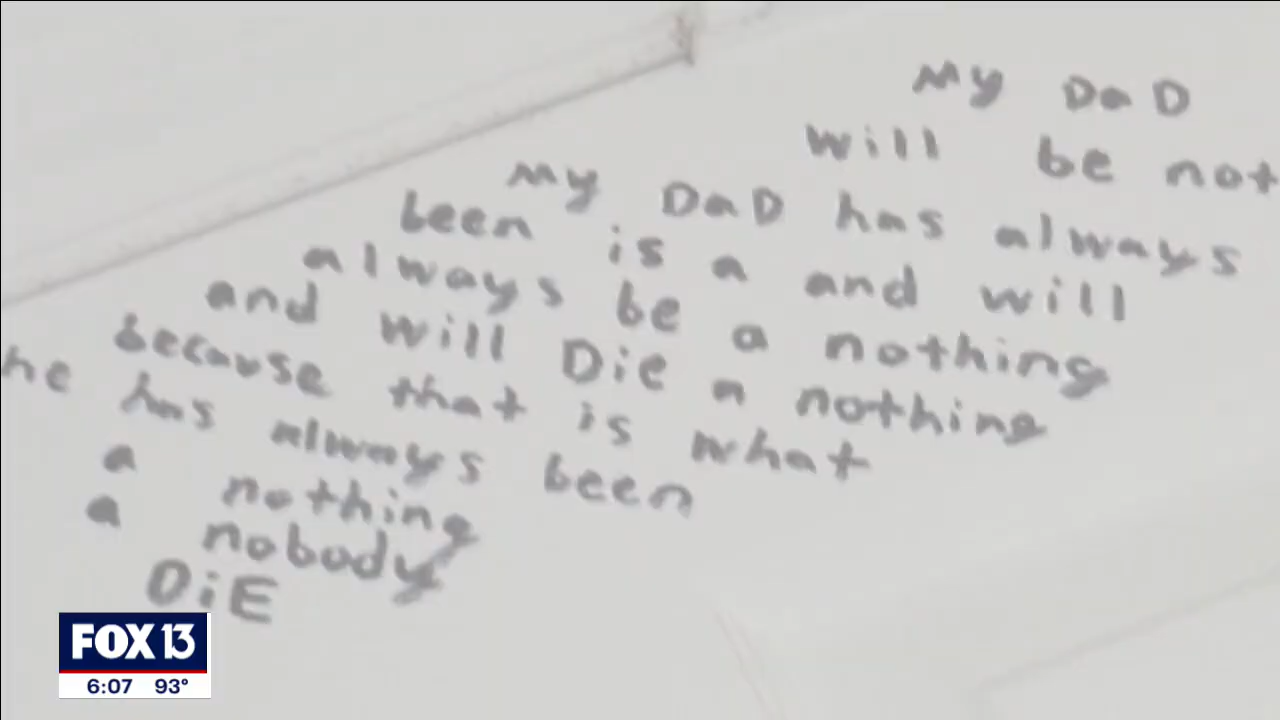 My DaD
will be not
My DaD has always
been is a and will
always be a nothing
and will Die a nothing
because that is what
he has always been
a nothing
a nobody
DiE
FOX 13
6:07 93°